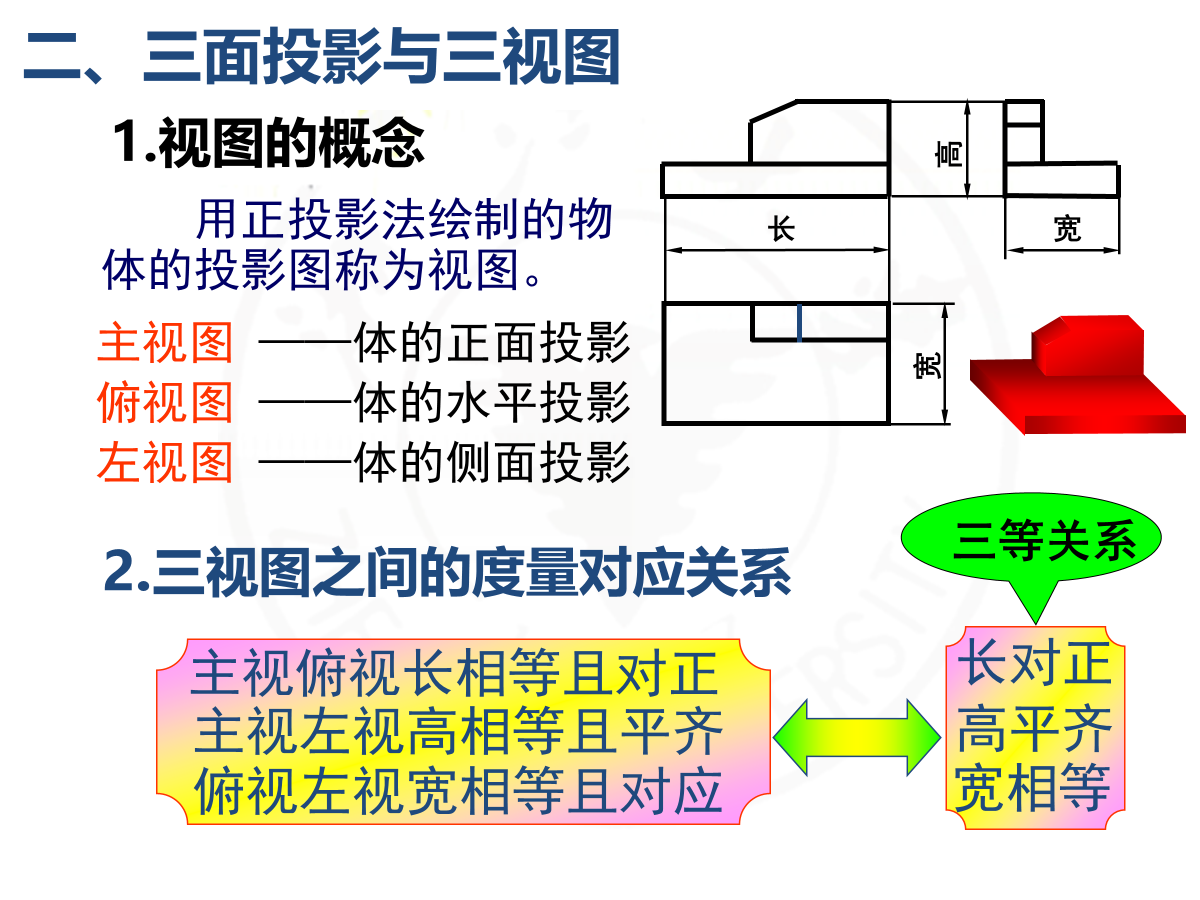 二、三面投影与三视图
1.视图的概念
用正投影法绘制的物
体的投影图称为视图。
主视图 ——体的正面投影
俯视图 ——体的水平投影
左视图 ——体的侧面投影
高
长
宽
宽
三等关系
2.三视图之间的度量对应关系
主视俯视长相等且对正
主视左视高相等且平齐
俯视左视宽相等且对应
长对正
高平齐
宽相等